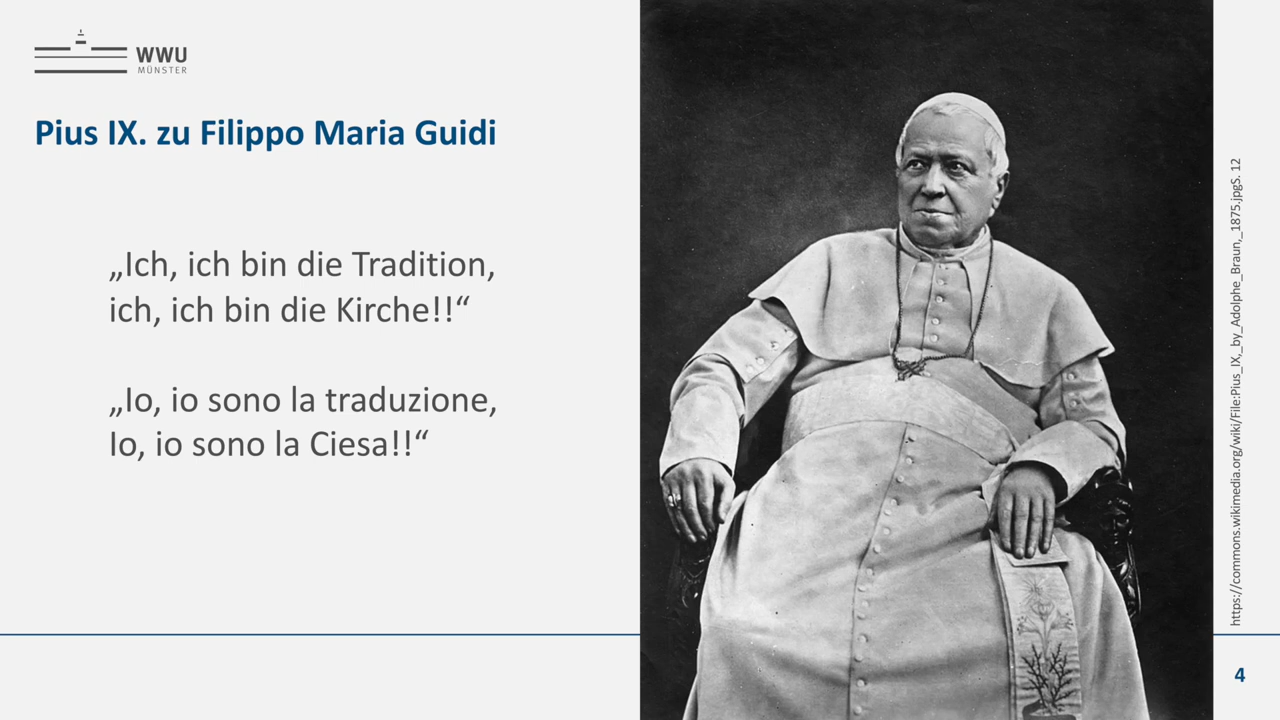 WWU
MÜNSTER
Pius IX. zu Filippo Maria Guidi
„Ich, ich bin die Tradition,
ich, ich bin die Kirche!!“
„Io, io sono la traduzione,
Io, io sono la Ciesa!!“
https://commons.wikimedia.org/wiki/File:Pius_IX,_by_Adolphe_Braun,_1875.jpgS. 12
4